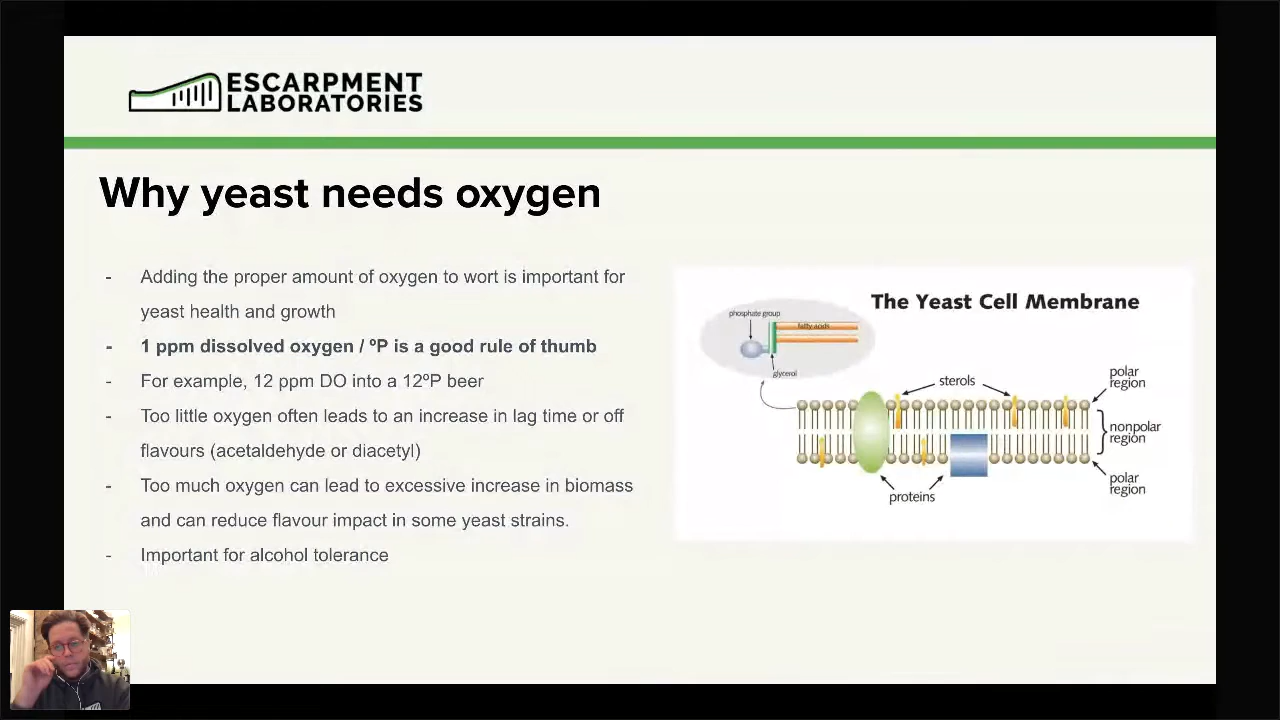 ESCARPMENT
LABORATORIES
Why yeast needs oxygen
- Adding the proper amount of oxygen to wort is important for
yeast health and growth
- 1 ppm dissolved oxygen / ºP is a good rule of thumb
- For example, 12 ppm DO into a 12ºP beer
- Too little oxygen often leads to an increase in lag time or off
flavours (acetaldehyde or diacetyl)
- Too much oxygen can lead to excessive increase in biomass
and can reduce flavour impact in some yeast strains.
- Important for alcohol tolerance
The Yeast Cell Membrane
phosphate group
fatty acids
glycerol
sterols
polar
region
nonpolar
region
polar
region
proteins